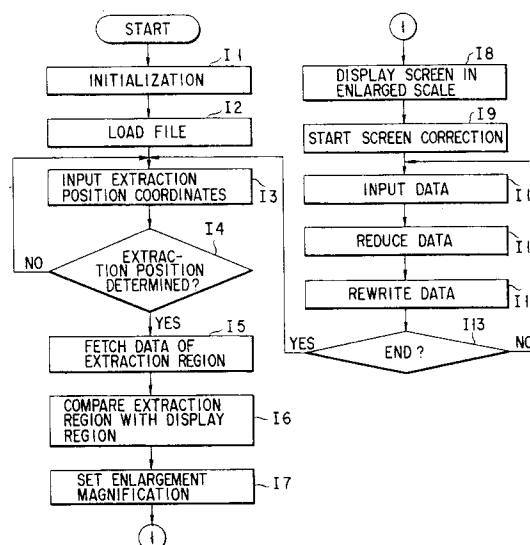 START
I1
INITIALIZATION
I2
LOAD FILE
INPUT EXTRACTION
POSITION COORDINATES
I3
I4
EXTRAC-
TION POSITION
DETERMINED?
NO
YES
I5
FETCH DATA OF
EXTRACTION REGION
COMPARE EXTRACTION
REGION WITH DISPLAY
REGION
I6
SET ENLARGEMENT
MAGNIFICATION
I7
1
1
I8
DISPLAY SCREEN IN
ENLARGED SCALE
I9
START SCREEN CORRECTION
INPUT DATA
REDUCE DATA
REWRITE DATA
I13
YES
END?
NO